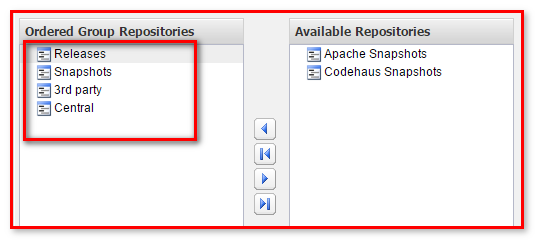 Ordered Group Repositories
Releases
Snapshots
3rd party
Central
Available Repositories
Apache Snapshots
Codehaus Snapshots